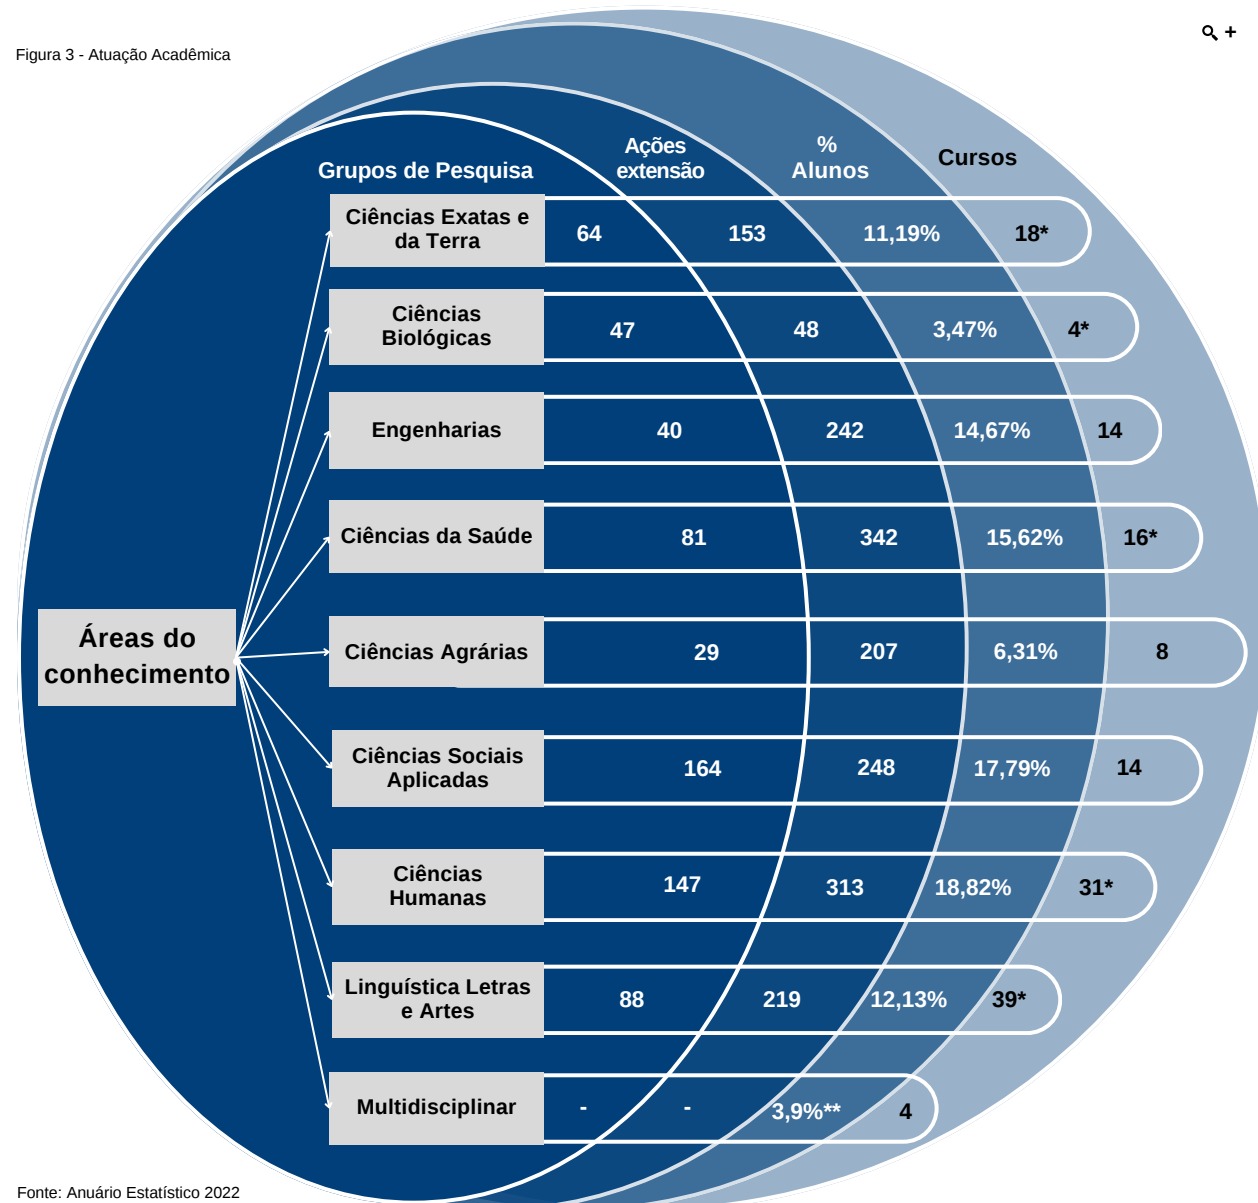 Figura 3 - Atuação Acadêmica
+
Grupos de Pesquisa
Ações
extensão
%
Alunos
Cursos
Ciências Exatas e
da Terra
64 153 11,19% 18*
Ciências
Biológicas
47 48 3,47% 4*
Engenharias 40 242 14,67% 14
Ciências da Saúde 81 342 15,62% 16*
Áreas do
conhecimento
Ciências Agrárias 29 207 6,31% 8
Ciências Sociais
Aplicadas
164 248 17,79% 14
Ciências
Humanas
147 313 18,82% 31*
Linguística Letras
e Artes
88 219 12,13% 39*
Multidisciplinar - - 3,9%** 4
Fonte: Anuário Estatístico 2022